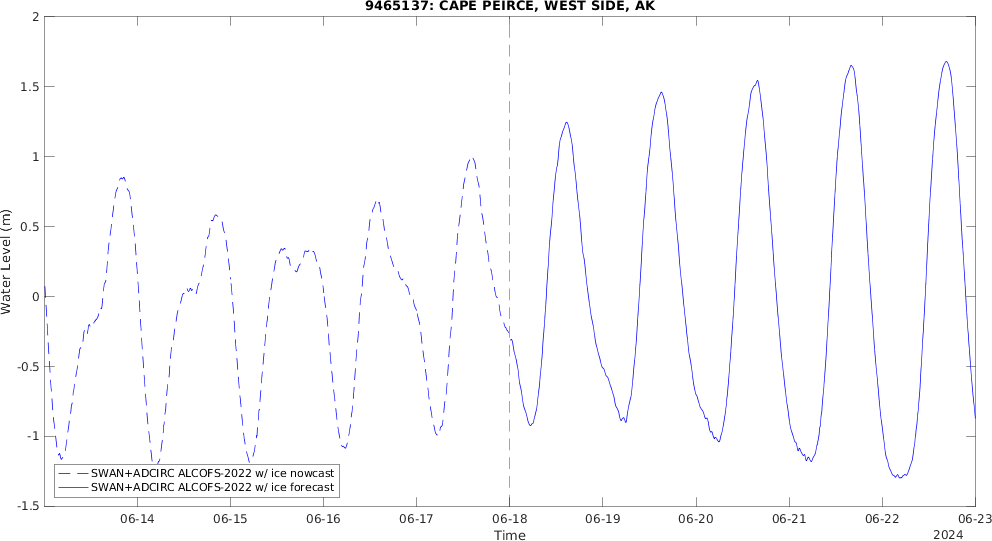 9465137: CAPE PEIRCE, WEST SIDE, AK
2
1.5
1
0.5
0
-0.5
-1
-1.5
Water Level (m)
SWAN+ADCIRC ALCOFS-2022 w/ ice nowcast
SWAN+ADCIRC ALCOFS-2022 w/ ice forecast
06-14 06-15 06-16 06-17 06-18 06-19 06-20 06-21 06-22 06-23
Time
2024